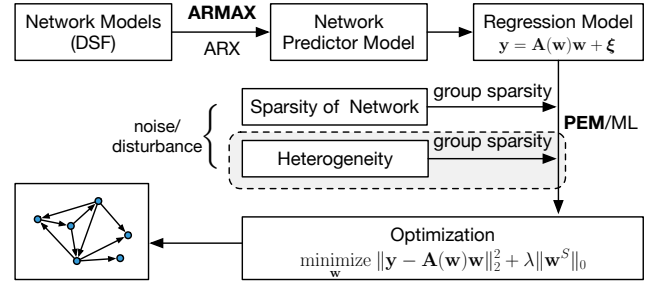 Network Models
(DSF)
ARMAX
ARX
Network
Predictor Model
Regression Model
y = A(w)w + ξ
group sparsity
Sparsity of Network
noise/
disturbance
PEM/ML
group sparsity
Heterogeneity
Optimization
minimize ‖y − A(w)w‖₂² + λ‖w^S‖₀
w